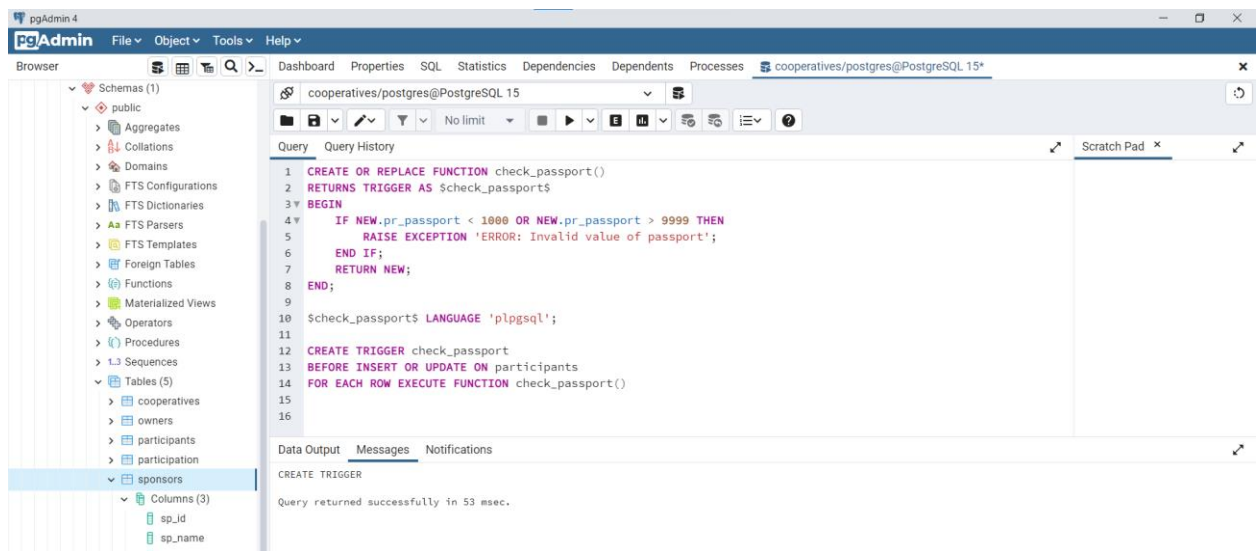 pgAdmin 4
pgAdmin File Object Tools Help
Browser
Dashboard Properties SQL Statistics Dependencies Dependents Processes cooperatives/postgres@PostgreSQL 15*
Schemas (1)
public
Aggregates
Collations
Domains
FTS Configurations
FTS Dictionaries
Aa FTS Parsers
FTS Templates
Foreign Tables
Functions
Materialized Views
Operators
Procedures
1..3 Sequences
Tables (5)
cooperatives
owners
participants
participation
sponsors
Columns (3)
sp_id
sp_name
cooperatives/postgres@PostgreSQL 15
No limit
Query Query History
Scratch Pad
1 CREATE OR REPLACE FUNCTION check_passport()
2 RETURNS TRIGGER AS $check_passport$
3 BEGIN
4 IF NEW.pr_passport < 1000 OR NEW.pr_passport > 9999 THEN
5 RAISE EXCEPTION 'ERROR: Invalid value of passport';
6 END IF;
7 RETURN NEW;
8 END;
9
10 $check_passport$ LANGUAGE 'plpgsql';
11
12 CREATE TRIGGER check_passport
13 BEFORE INSERT OR UPDATE ON participants
14 FOR EACH ROW EXECUTE FUNCTION check_passport()
15
16
Data Output Messages Notifications
CREATE TRIGGER
Query returned successfully in 53 msec.